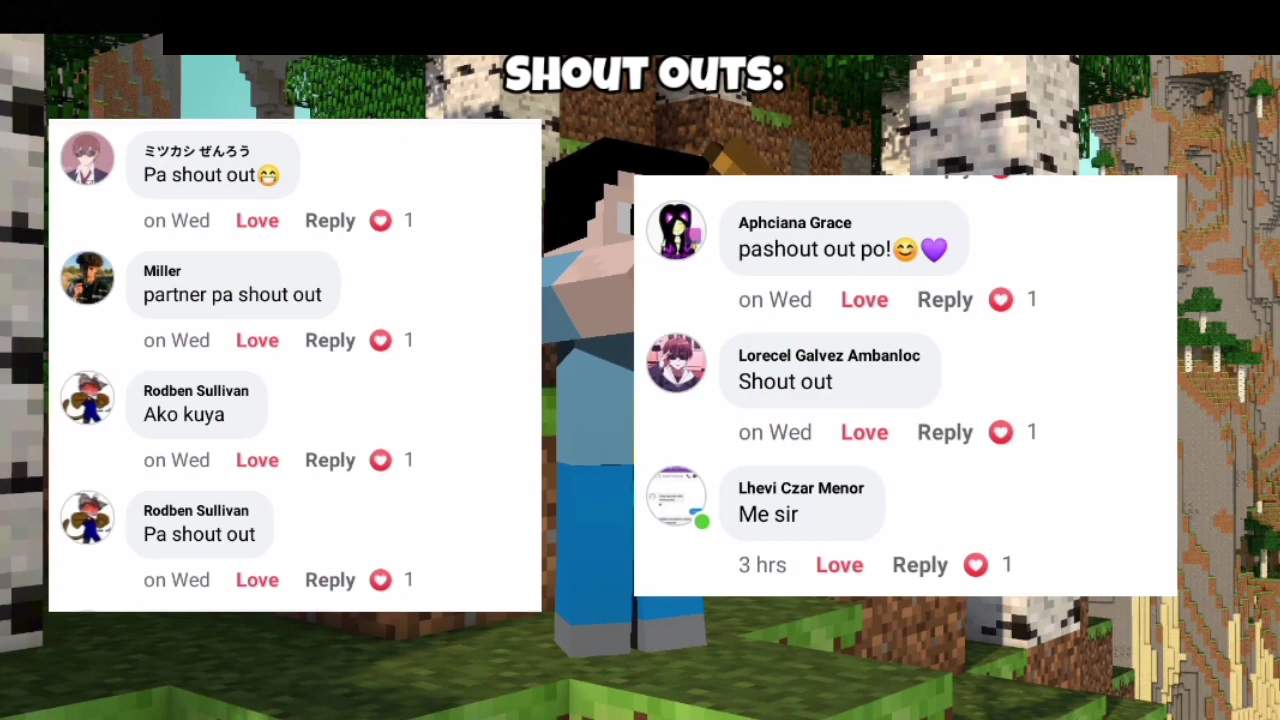 SHOUT OUTS:
ミツカシ ぜんろう
Pa shout out😁
on Wed Love Reply 1
Miller
partner pa shout out
on Wed Love Reply 1
Rodben Sullivan
Ako kuya
on Wed Love Reply 1
Rodben Sullivan
Pa shout out
on Wed Love Reply 1
Aphciana Grace
pashout out po!😊💜
on Wed Love Reply 1
Lorecel Galvez Ambanloc
Shout out
on Wed Love Reply 1
Lhevi Czar Menor
Me sir
3 hrs Love Reply 1